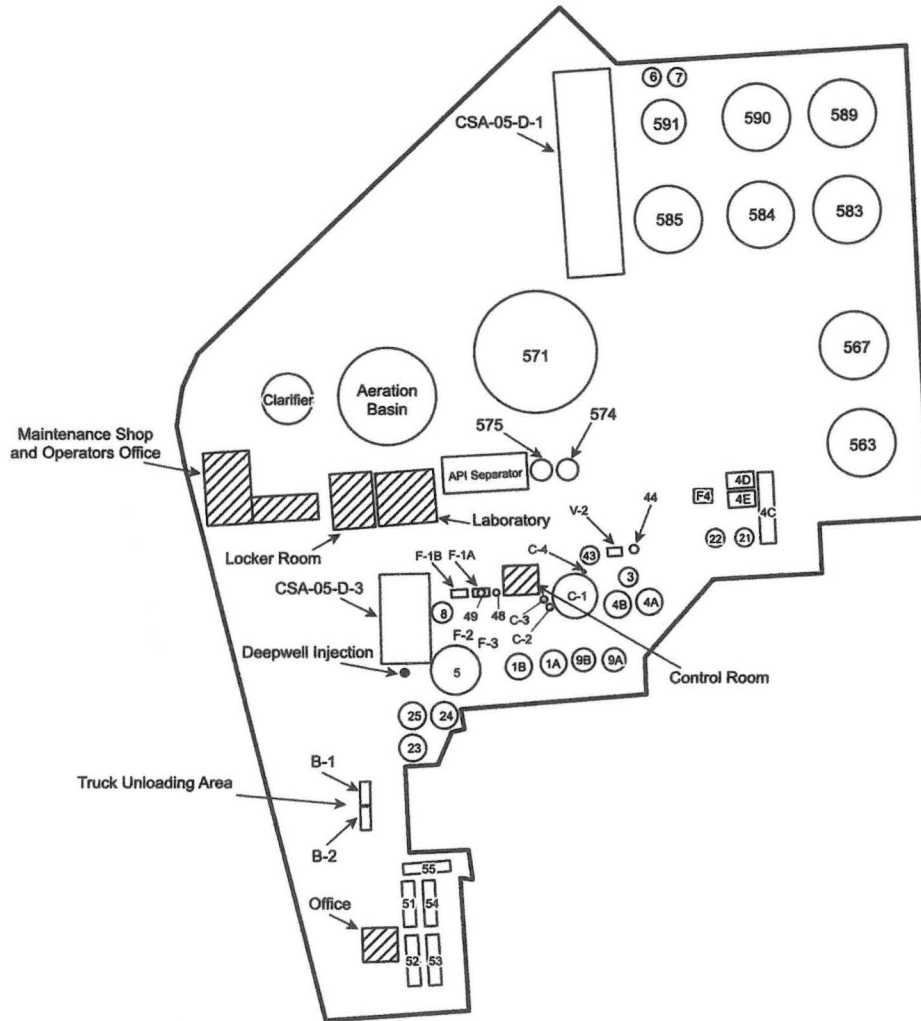 6
7
CSA-05-D-1
591
590
589
585
584
583
571
567
Clarifier
Aeration
Basin
Maintenance Shop
and Operators Office
575
574
563
API Separator
4D
F4
4E
4C
Laboratory
V-2
44
Locker Room
22
21
F-1B
F-1A
C-4
43
CSA-05-D-3
3
C-1
4B
4A
8
49
48
C-3
C-2
F-2
F-3
Deepwell Injection
5
1B
1A
9B
9A
Control Room
25
24
23
B-1
Truck Unloading Area
B-2
55
51
54
Office
52
53